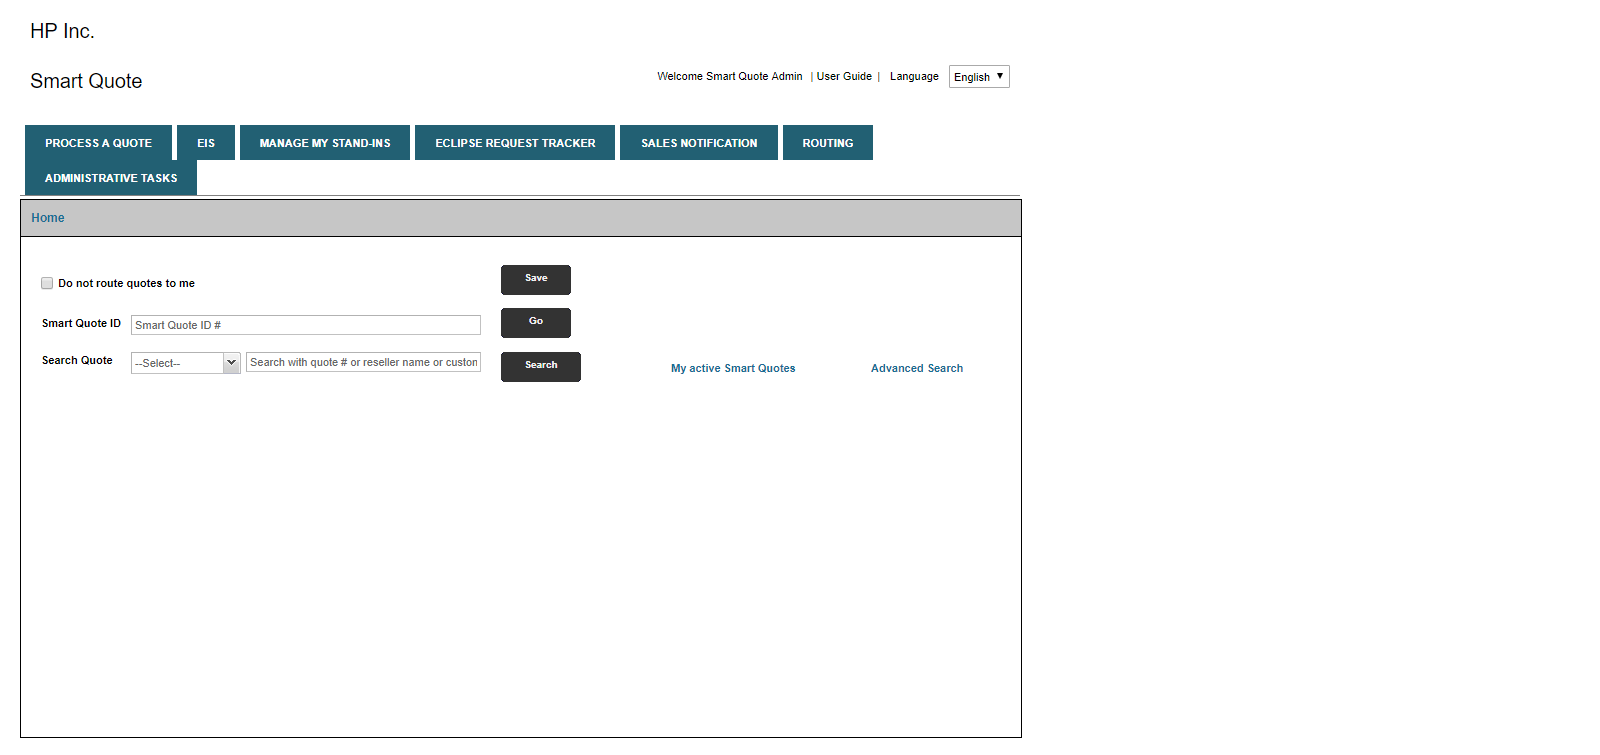 HP Inc.
Smart Quote
Welcome Smart Quote Admin | User Guide | Language English
PROCESS A QUOTE EIS MANAGE MY STAND-INS ECLIPSE REQUEST TRACKER SALES NOTIFICATION ROUTING
ADMINISTRATIVE TASKS
Home
Do not route quotes to me Save
Smart Quote ID Smart Quote ID # Go
Search Quote --Select-- Search with quote # or reseller name or custon Search My active Smart Quotes Advanced Search